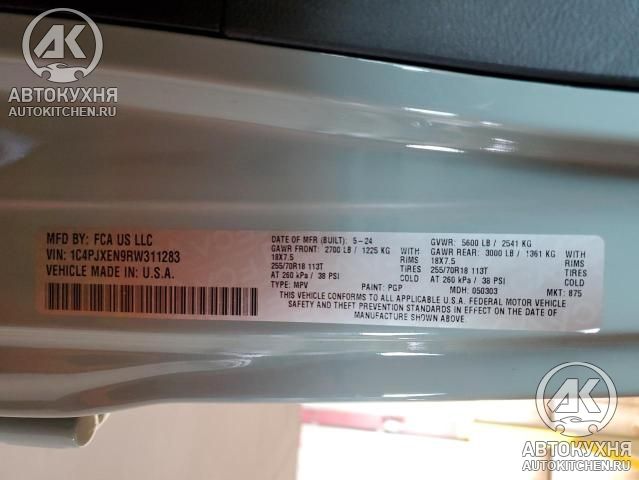 АК
АВТОКУХНЯ
AUTOKITCHEN.RU
MFD BY: FCA US LLC
VIN: 1C4PJXEN9RW311283
VEHICLE MADE IN U.S.A.
DATE OF MFR (BUILT): 5-24
GAWR FRONT: 2700 LB / 1225 KG
18X7.5
255/70R18 113T
AT 260 kPa / 38 PSI
TYPE: MPV
WITH
RIMS
TIRES
PAINT: PGP
GVWR: 5600 LB / 2541 KG
GAWR REAR: 3000 LB / 1361 KG
18X7.5
255/70R18 113T
AT 260 kPa / 38 PSI
WITH
RIMS
TIRES
MDH: 050303
MKT: 875
THIS VEHICLE CONFORMS TO ALL APPLICABLE U.S.A. FEDERAL MOTOR VEHICLE
SAFETY AND THEFT PREVENTION STANDARDS IN EFFECT ON THE DATE OF
MANUFACTURE SHOWN ABOVE.
АК
АВТОКУХНЯ
AUTOKITCHEN.RU